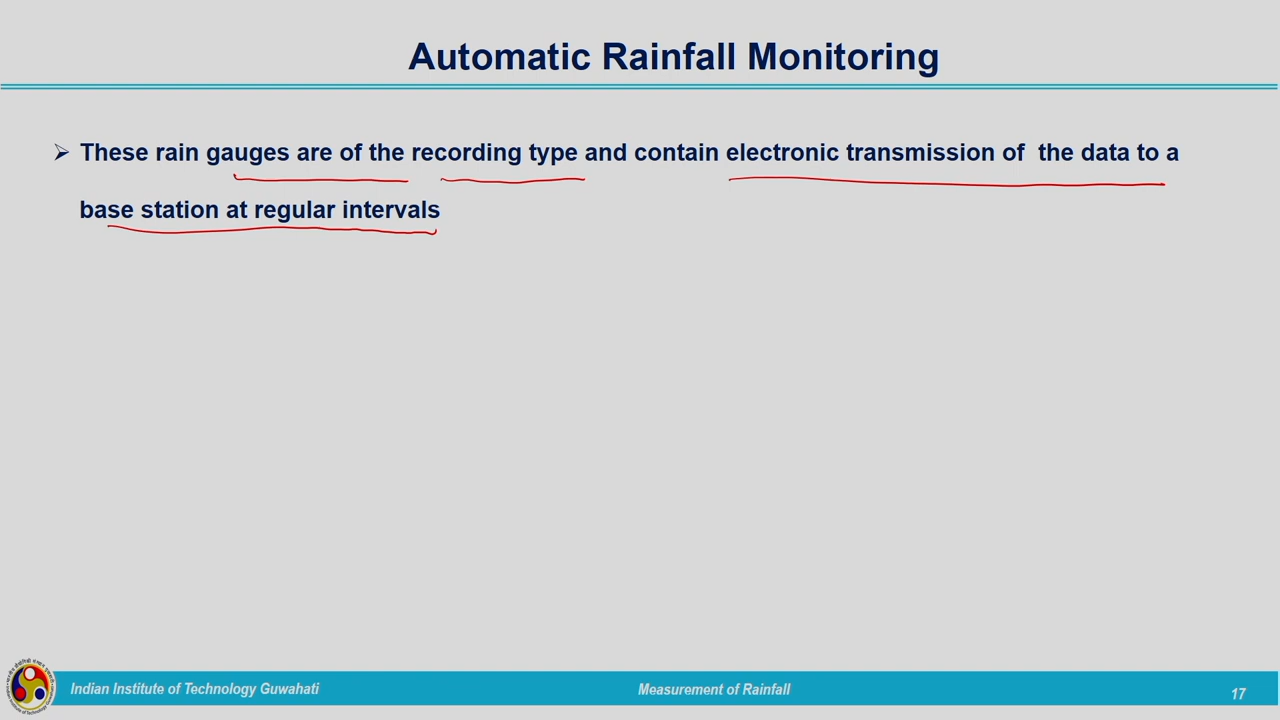 Automatic Rainfall Monitoring
➢ These rain gauges are of the recording type and contain electronic transmission of the data to a
base station at regular intervals
Indian Institute of Technology Guwahati
Measurement of Rainfall
17